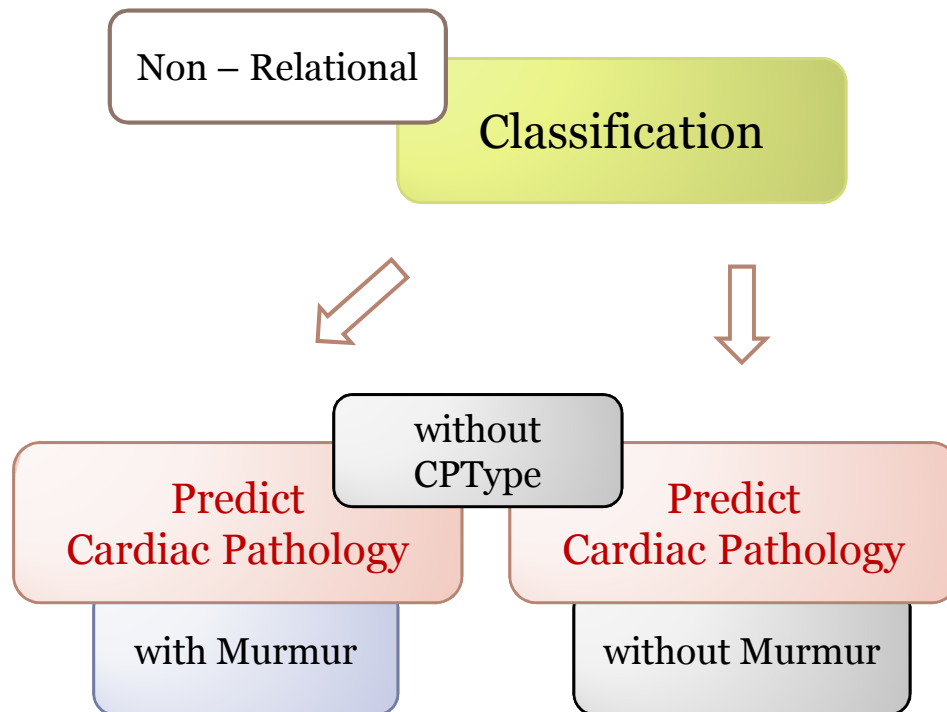 Non – Relational
Classification
without
CPType
Predict
Cardiac Pathology
Predict
Cardiac Pathology
with Murmur
without Murmur